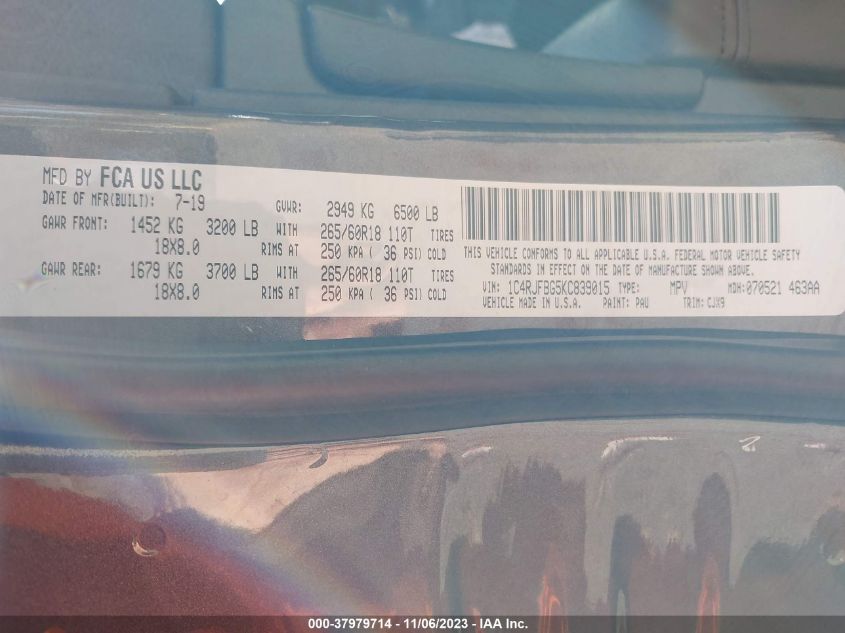 MFD BY FCA US LLC
DATE OF MFR(BUILT): 7-19 GVWR: 2949 KG 6500 LB
GAWR FRONT: 1452 KG 3200 LB WITH 265/60R18 110T TIRES
18X8.0 RIMS AT 250 KPA ( 36 PSI) COLD
GAWR REAR: 1679 KG 3700 LB WITH 265/60R18 110T TIRES
18X8.0 RIMS AT 250 KPA ( 36 PSI) COLD
THIS VEHICLE CONFORMS TO ALL APPLICABLE U.S.A. FEDERAL MOTOR VEHICLE SAFETY
STANDARDS IN EFFECT ON THE DATE OF MANUFACTURE SHOWN ABOVE.
VIN: 1C4RJFBG5KC839015 TYPE: MPV MDH:070521 463AA
VEHICLE MADE IN U.S.A. PAINT: PAU TRIM: CJX9
000-37979714 - 11/06/2023 - IAA Inc.